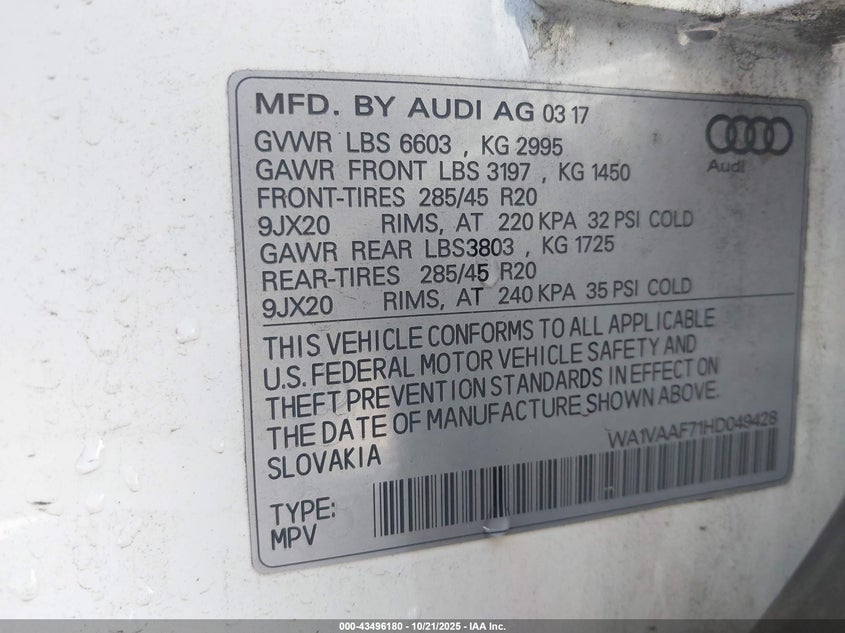 MFD. BY AUDI AG 03 17
GVWR LBS 6603 , KG 2995
GAWR FRONT LBS 3197 , KG 1450
FRONT-TIRES 285/45 R20
9JX20 RIMS, AT 220 KPA 32 PSI COLD
GAWR REAR LBS3803 , KG 1725
REAR-TIRES 285/45 R20
9JX20 RIMS, AT 240 KPA 35 PSI COLD
Audi
THIS VEHICLE CONFORMS TO ALL APPLICABLE
U.S. FEDERAL MOTOR VEHICLE SAFETY AND
THEFT PREVENTION STANDARDS IN EFFECT ON
THE DATE OF MANUFACTURE SHOWN ABOVE.
WA1VAAF71HD049428
SLOVAKIA
TYPE:
MPV
000-43496180 - 10/21/2025 - IAA Inc.